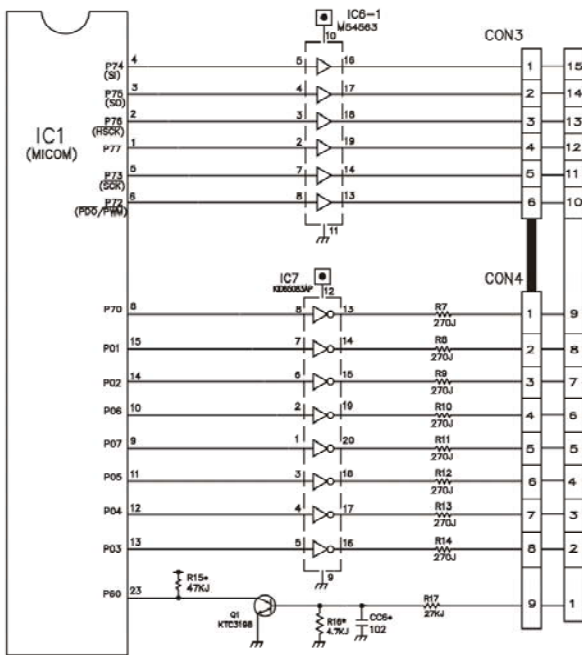 IC6-1
M54563
10
CON3
P74 4 5 16 1 15
(SI)
P75 3 4 17 2 14
(SO)
P76 2 3 18 3 13
(HSCK)
IC1
(MICOM)
P77 1 2 19 4 12
P73 5 7 14 5 11
(SCK)
P72 6 8 13 6 10
(PDO/PWM)
11
IC7
KID65083AP
12
CON4
P70 8 8 13 R7 1 9
270J
P01 15 7 14 R8 2 8
270J
P02 14 6 15 R9 3 7
270J
P06 10 2 19 R10 4 6
270J
P07 9 1 20 R11 5 5
270J
P05 11 3 18 R12 6 4
270J
P04 12 4 17 R13 7 3
270J
P03 13 5 16 R14 8 2
270J
9
P60 23 R15* 47KJ
Q1
KTC3198
R16*
4.7KJ
CC6*
102
R17
27KJ
9 1